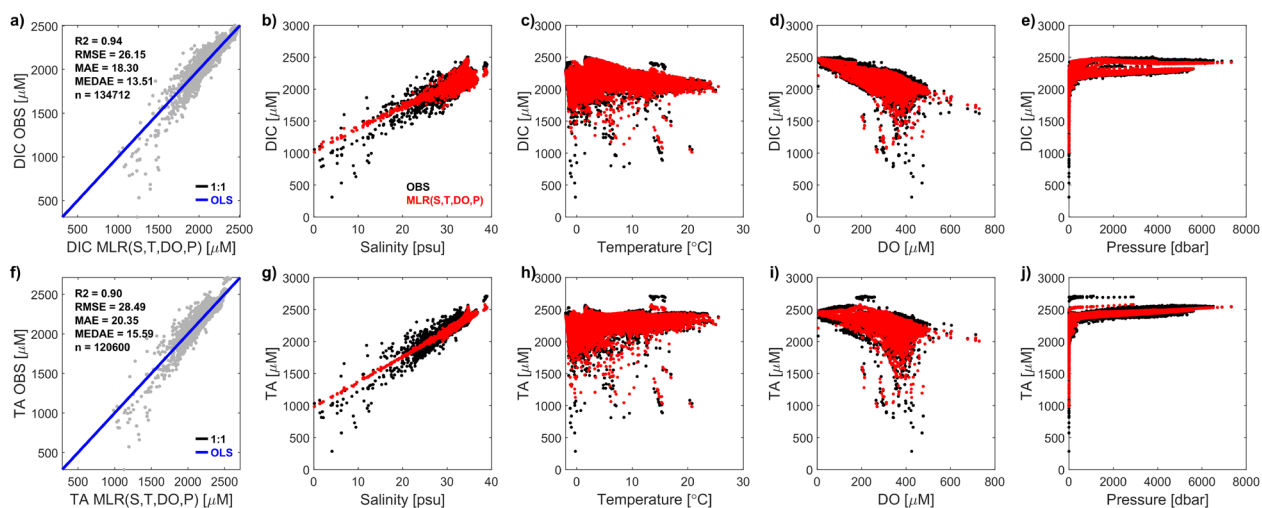 a)
R2 = 0.94
RMSE = 26.15
MAE = 18.30
MEDAE = 13.51
n = 134712
2500
2000
1500
1000
500
DIC OBS [µM]
1:1
OLS
500 1000 1500 2000 2500
DIC MLR(S,T,DO,P) [µM]
b)
3000
2500
2000
1500
1000
500
0
DIC [µM]
OBS
MLR(S,T,DO,P)
0 10 20 30 40
Salinity [psu]
c)
3000
2500
2000
1500
1000
500
0
DIC [µM]
0 10 20 30
Temperature [°C]
d)
3000
2500
2000
1500
1000
500
0
DIC [µM]
0 200 400 600 800
DO [µM]
e)
3000
2500
2000
1500
1000
500
0
DIC [µM]
0 2000 4000 6000 8000
Pressure [dbar]
f)
R2 = 0.90
RMSE = 28.49
MAE = 20.35
MEDAE = 15.59
n = 120600
2500
2000
1500
1000
500
TA OBS [µM]
1:1
OLS
500 1000 1500 2000 2500
TA MLR(S,T,DO,P) [µM]
g)
3000
2500
2000
1500
1000
500
0
TA [µM]
0 10 20 30 40
Salinity [psu]
h)
3000
2500
2000
1500
1000
500
0
TA [µM]
0 10 20 30
Temperature [°C]
i)
3000
2500
2000
1500
1000
500
0
TA [µM]
0 200 400 600 800
DO [µM]
j)
3000
2500
2000
1500
1000
500
0
TA [µM]
0 2000 4000 6000 8000
Pressure [dbar]